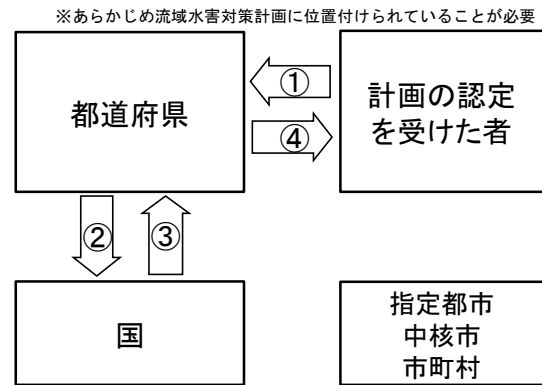 ※あらかじめ流域水害対策計画に位置付けられていることが必要
都道府県
①
④
計画の認定
を受けた者
②
③
国
指定都市
中核市
市町村